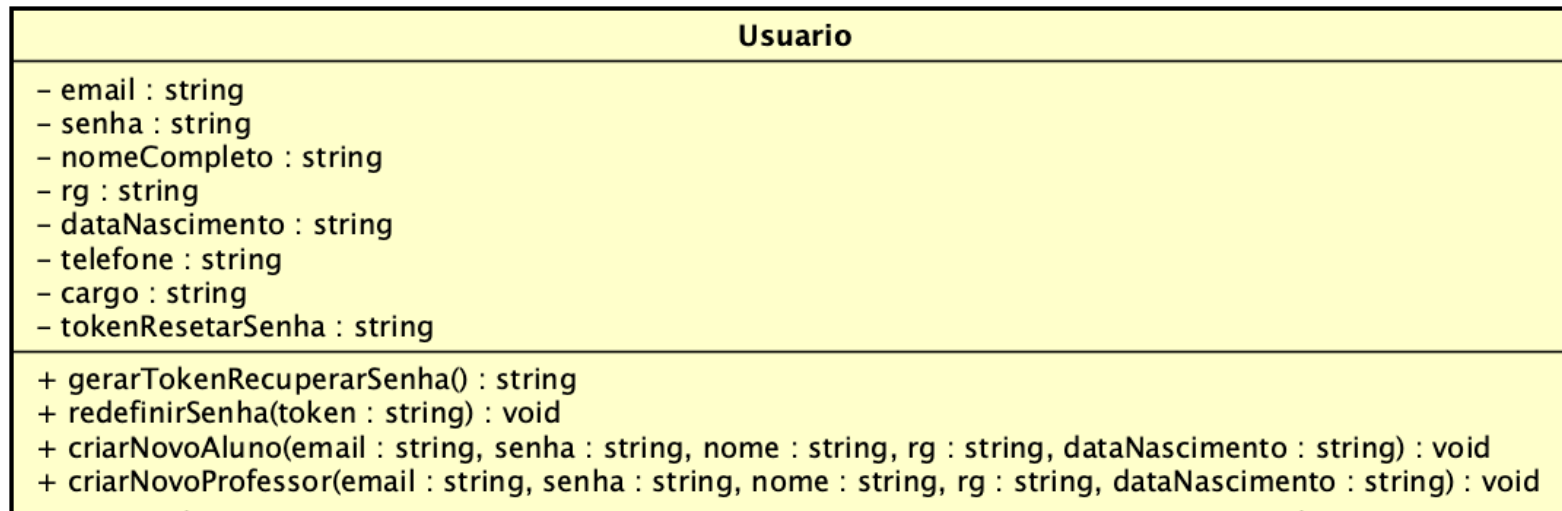 Usuario
– email : string
– senha : string
– nomeCompleto : string
– rg : string
– dataNascimento : string
– telefone : string
– cargo : string
– tokenResetarSenha : string
+ gerarTokenRecuperarSenha() : string
+ redefinirSenha(token : string) : void
+ criarNovoAluno(email : string, senha : string, nome : string, rg : string, dataNascimento : string) : void
+ criarNovoProfessor(email : string, senha : string, nome : string, rg : string, dataNascimento : string) : void